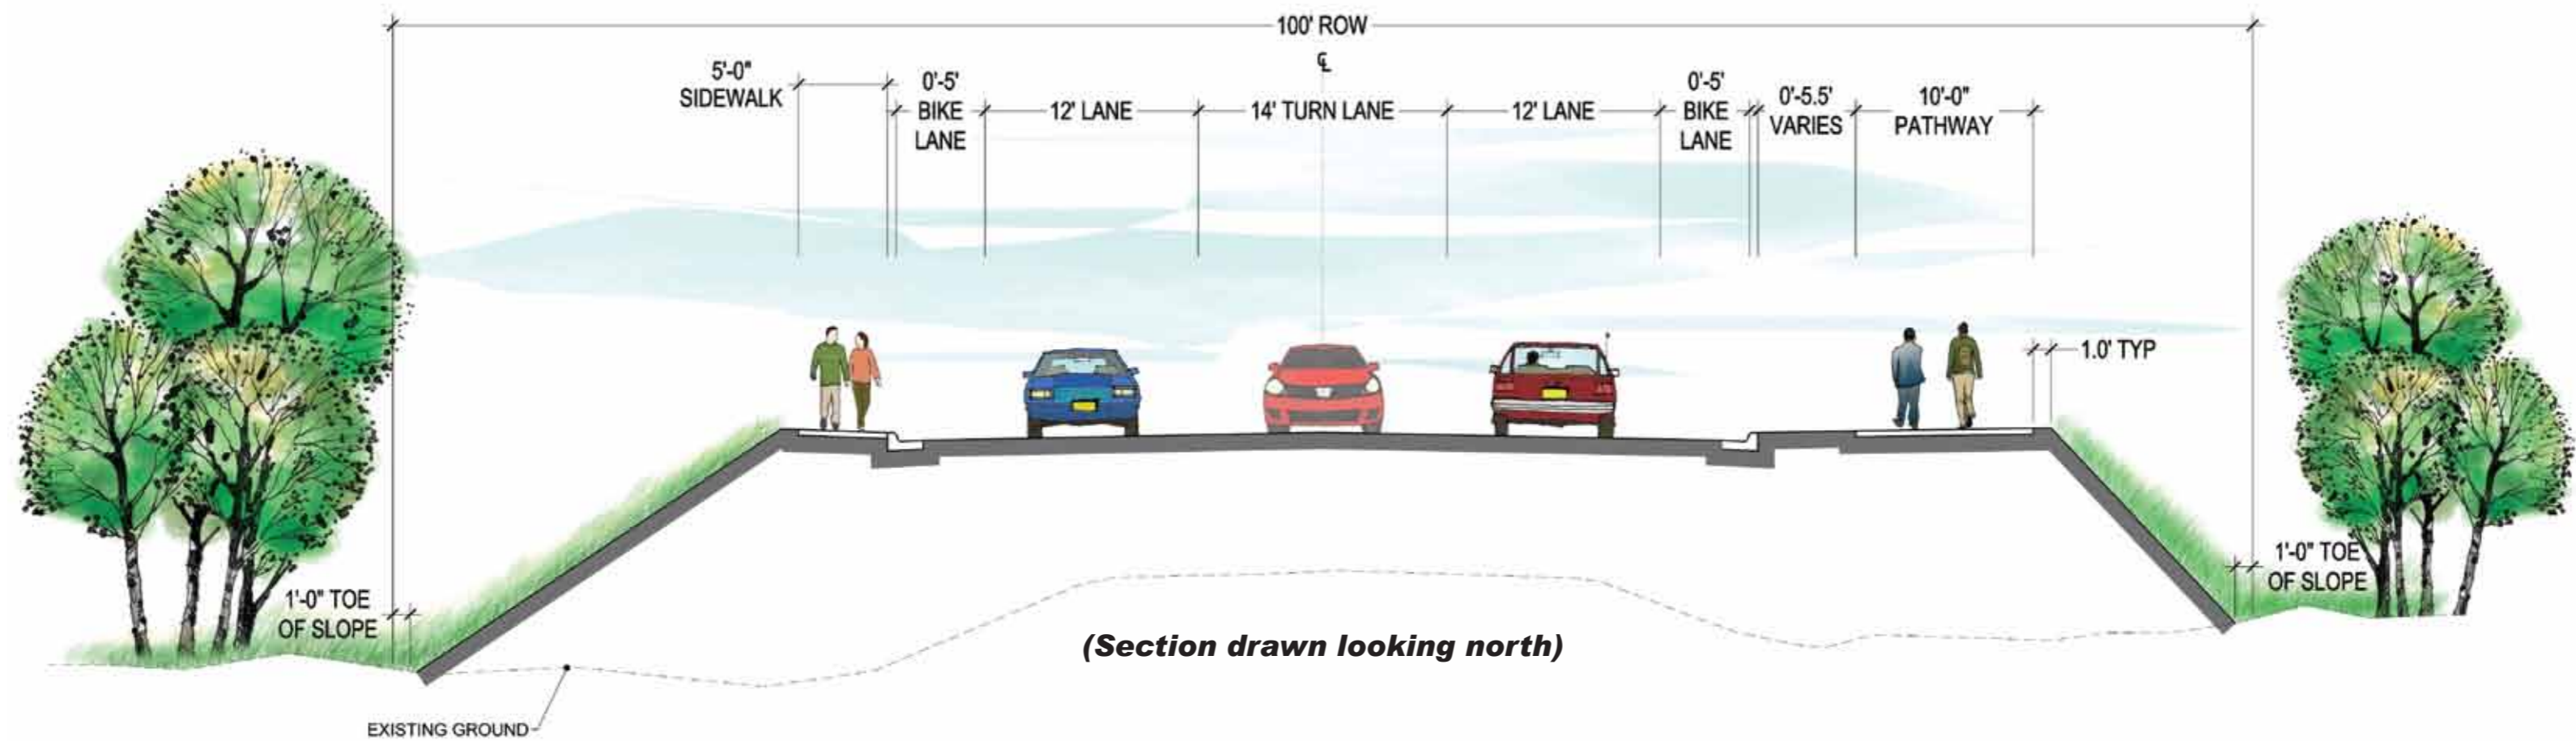 100' ROW
℄
5'-0"
SIDEWALK
0'-5'
BIKE
LANE
12' LANE
14' TURN LANE
12' LANE
0'-5'
BIKE
LANE
0'-5.5'
VARIES
10'-0"
PATHWAY
1.0' TYP
1'-0" TOE
OF SLOPE
1'-0" TOE
OF SLOPE
(Section drawn looking north)
EXISTING GROUND